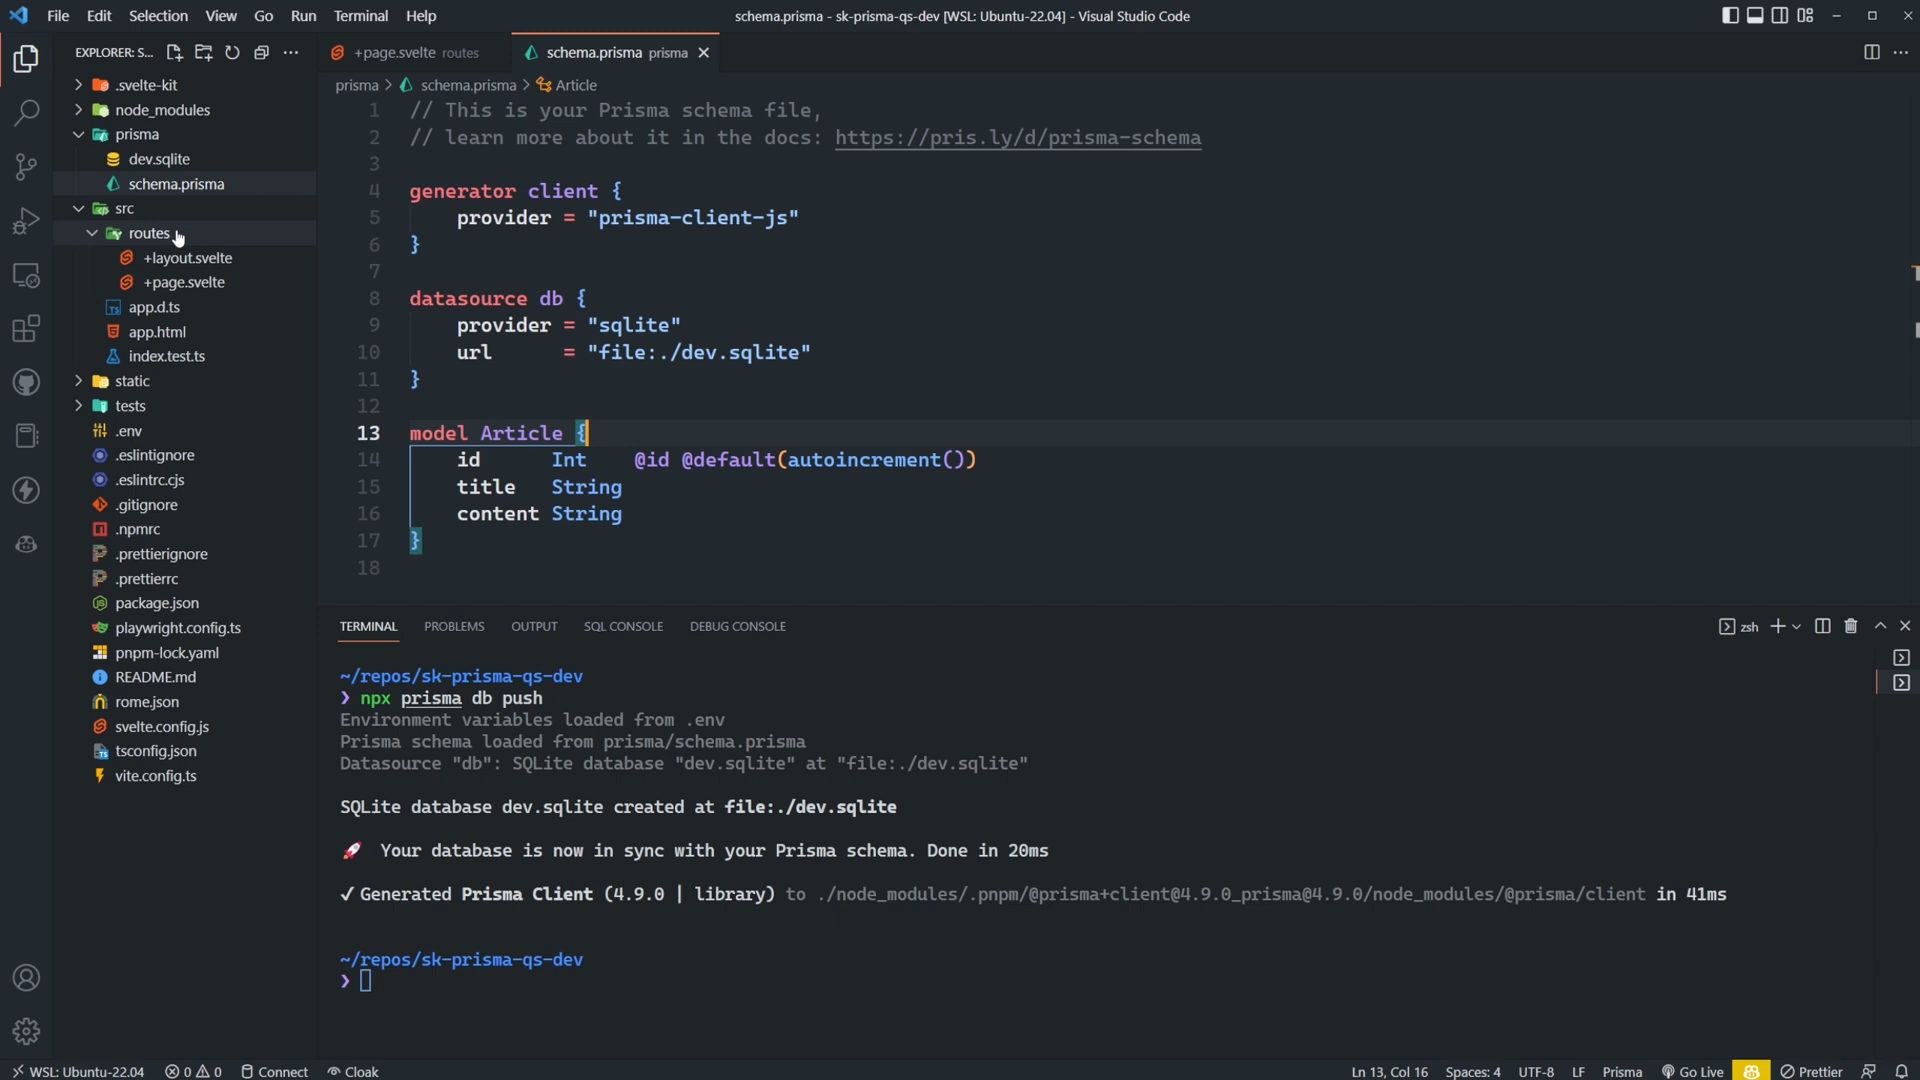 File Edit Selection View Go Run Terminal Help
schema.prisma - sk-prisma-qs-dev [WSL: Ubuntu-22.04] - Visual Studio Code
EXPLORER: S...
.svelte-kit
node_modules
prisma
dev.sqlite
schema.prisma
src
routes
+layout.svelte
+page.svelte
app.d.ts
app.html
index.test.ts
static
tests
.env
.eslintignore
.eslintrc.cjs
.gitignore
.npmrc
.prettierignore
.prettierrc
package.json
playwright.config.ts
pnpm-lock.yaml
README.md
rome.json
svelte.config.js
tsconfig.json
vite.config.ts
+page.svelte routes
schema.prisma prisma
prisma > schema.prisma > Article
1 // This is your Prisma schema file,
2 // learn more about it in the docs: https://pris.ly/d/prisma-schema
3
4 generator client {
5 provider = "prisma-client-js"
6 }
7
8 datasource db {
9 provider = "sqlite"
10 url = "file:./dev.sqlite"
11 }
12
13 model Article {
14 id Int @id @default(autoincrement())
15 title String
16 content String
17 }
18
TERMINAL PROBLEMS OUTPUT SQL CONSOLE DEBUG CONSOLE
zsh
~/repos/sk-prisma-qs-dev
❯ npx prisma db push
Environment variables loaded from .env
Prisma schema loaded from prisma/schema.prisma
Datasource "db": SQLite database "dev.sqlite" at "file:./dev.sqlite"
SQLite database dev.sqlite created at file:./dev.sqlite
🚀 Your database is now in sync with your Prisma schema. Done in 20ms
✓ Generated Prisma Client (4.9.0 | library) to ./node_modules/.pnpm/@prisma+client@4.9.0_prisma@4.9.0/node_modules/@prisma/client in 41ms
~/repos/sk-prisma-qs-dev
❯
WSL: Ubuntu-22.04 0 0 Connect Cloak
Ln 13, Col 16 Spaces: 4 UTF-8 LF Prisma Go Live Prettier